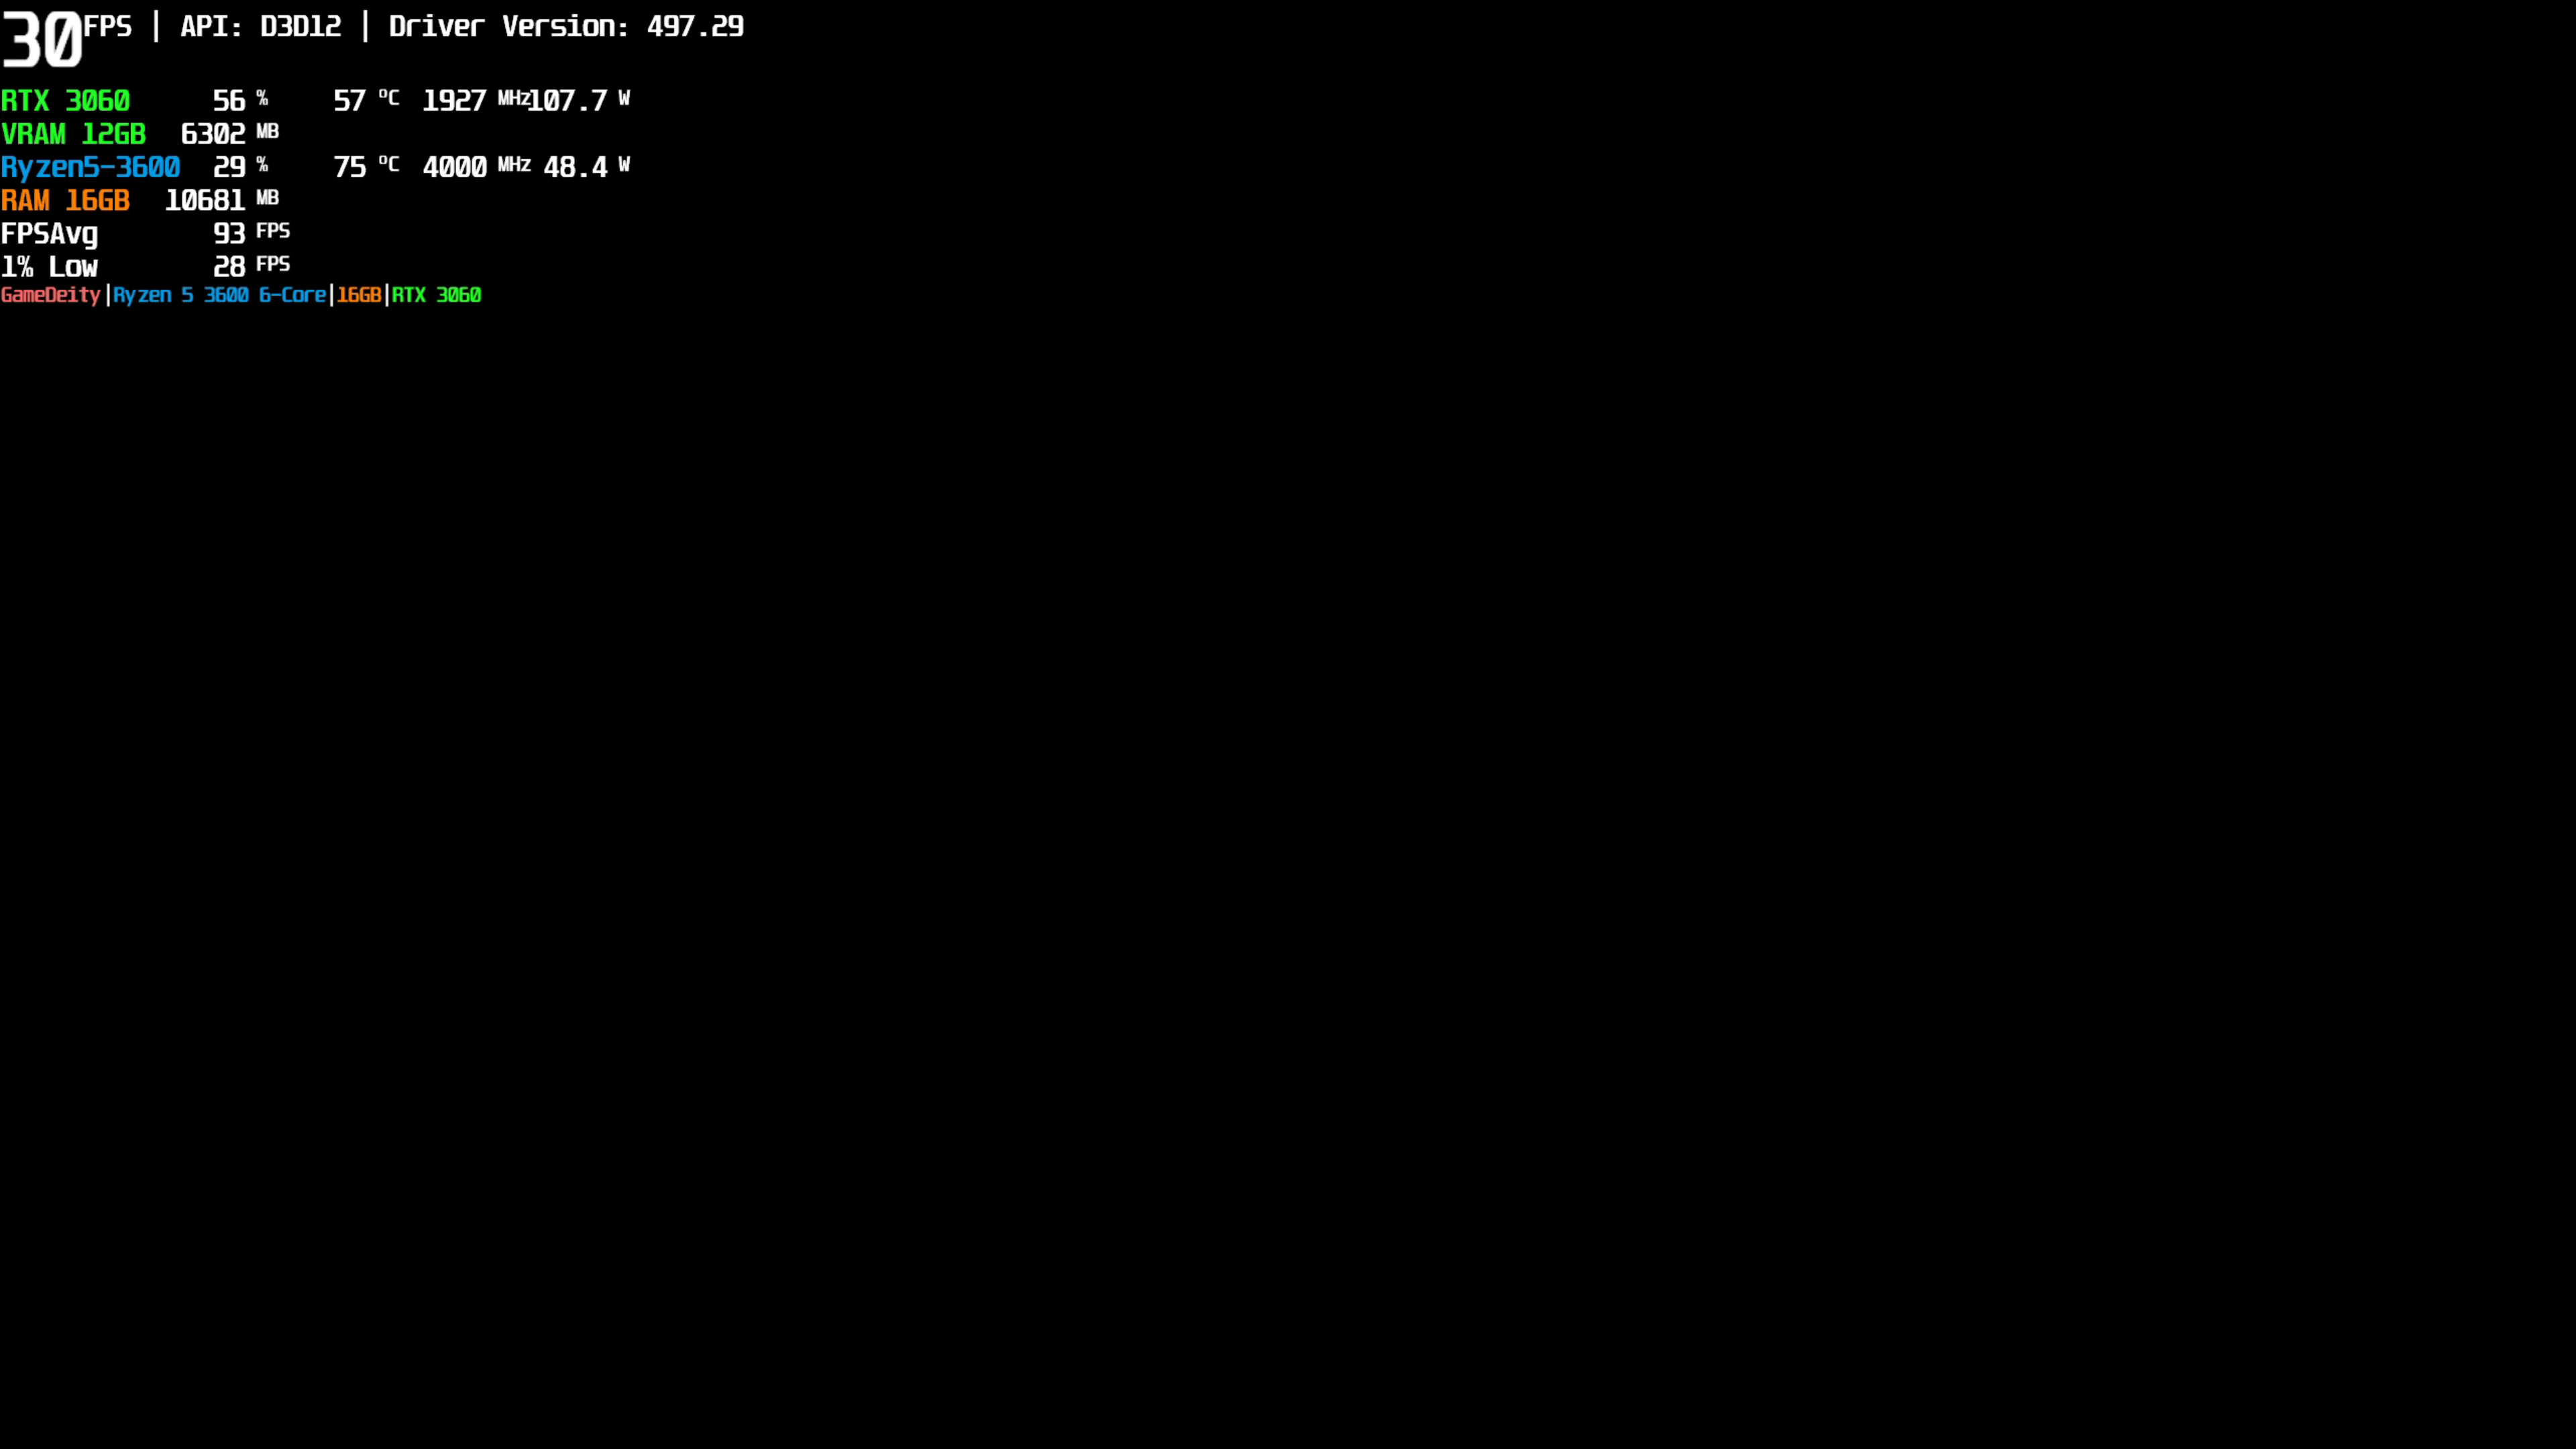 30 FPS | API: D3D12 | Driver Version: 497.29
RTX 3060 56 % 57 °C 1927 MHz 107.7 W
VRAM 12GB 6302 MB
Ryzen5-3600 29 % 75 °C 4000 MHz 48.4 W
RAM 16GB 10681 MB
FPSAvg 93 FPS
1% Low 28 FPS
GameDeity|Ryzen 5 3600 6-Core|16GB|RTX 3060